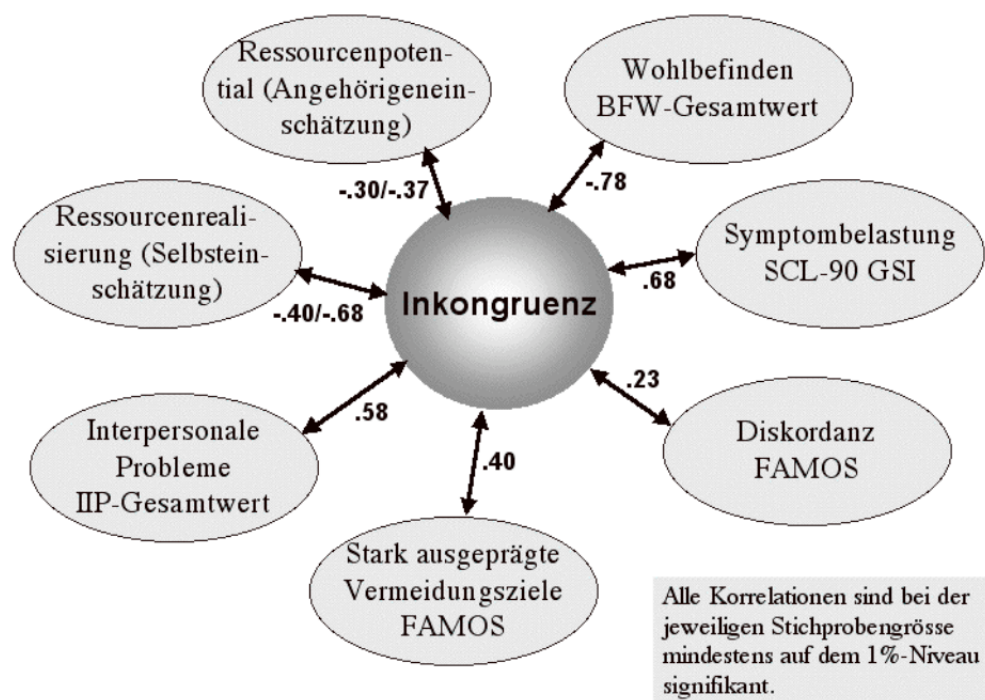 Ressourcenpoten-
tial (Angehörigenein-
schätzung)
Wohlbefinden
BFW-Gesamtwert
-.30/-.37
-.78
Ressourcenreali-
sierung (Selbstein-
schätzung)
Symptombelastung
SCL-90 GSI
.68
Inkongruenz
-.40/-.68
.23
.58
Interpersonale
Probleme
IIP-Gesamtwert
Diskordanz
FAMOS
.40
Stark ausgeprägte
Vermeidungsziele
FAMOS
Alle Korrelationen sind bei der
jeweiligen Stichprobengrösse
mindestens auf dem 1%-Niveau
signifikant.